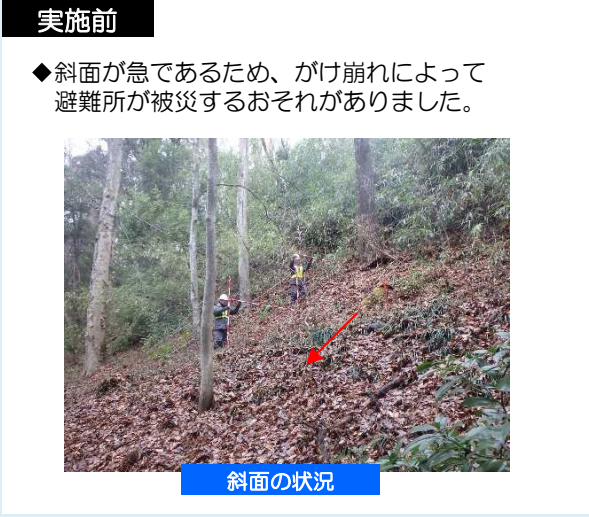 実施前
◆斜面が急であるため、がけ崩れによって
避難所が被災するおそれがありました。
斜面の状況